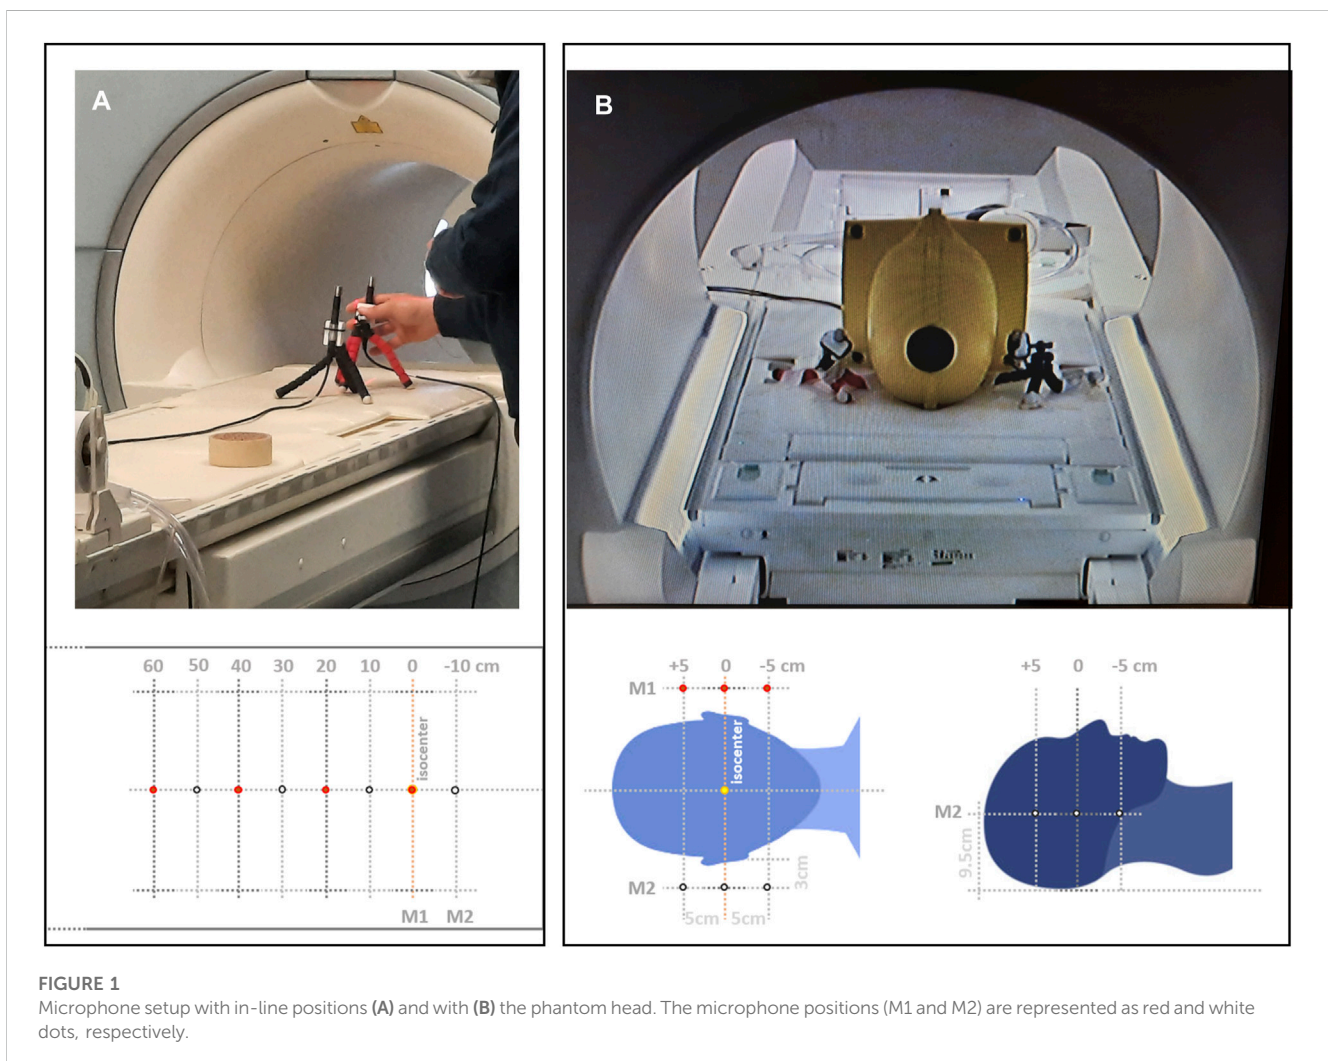 A
B
60 50 40 30 20 10 0 -10 cm
isocenter
M1 M2
+5 0 -5 cm
M1
isocenter
M2
3cm
5cm 5cm
+5 0 -5 cm
M2
9.5cm
FIGURE 1
Microphone setup with in-line positions (A) and with (B) the phantom head. The microphone positions (M1 and M2) are represented as red and white
dots, respectively.